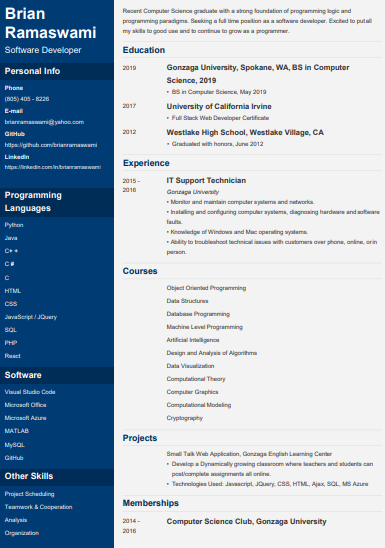 Brian
Ramaswami
Software Developer
Personal Info
Phone
(805) 405 - 8226
E-mail
brianramaswami@yahoo.com
GitHub
https://github.com/brianramaswami
LinkedIn
https://linkedin.com/in/brianramaswami
Programming
Languages
Python
Java
C+ +
C #
C
HTML
CSS
JavaScript / JQuery
SQL
PHP
React
Software
Visual Studio Code
Microsoft Office
Microsoft Azure
MATLAB
MySQL
GitHub
Other Skills
Project Scheduling
Teamwork & Cooperation
Analysis
Organization
Recent Computer Science graduate with a strong foundation of programming logic and
programming paradigms. Seeking a full time position as a software developer. Excited to put all
my skills to good use and to continue to grow as a programmer.
Education
2019
Gonzaga University, Spokane, WA, BS in Computer
Science, 2019
• BS in Computer Science, May 2019
2017
University of California Irvine
• Full Stack Web Developer Certificate
2012
Westlake High School, Westlake Village, CA
• Graduated with honors, June 2012
Experience
2015 -
2016
IT Support Technician
Gonzaga University
• Monitor and maintain computer systems and networks.
• Installing and configuring computer systems, diagnosing hardware and software
faults.
• Knowledge of Windows and Mac operating systems.
• Ability to troubleshoot technical issues with customers over phone, online, or in
person.
Courses
Object Oriented Programming
Data Structures
Database Programming
Machine Level Programming
Artificial Intelligence
Design and Analysis of Algorithms
Data Visualization
Computational Theory
Computer Graphics
Computational Modeling
Cryptography
Projects
Small Talk Web Application, Gonzaga English Learning Center
• Develop a Dynamically growing classroom where teachers and students can
post/complete assignments all online.
• Technologies Used: Javascript, JQuery, CSS, HTML, Ajax, SQL, MS Azure
Memberships
2014 -
2016
Computer Science Club, Gonzaga University